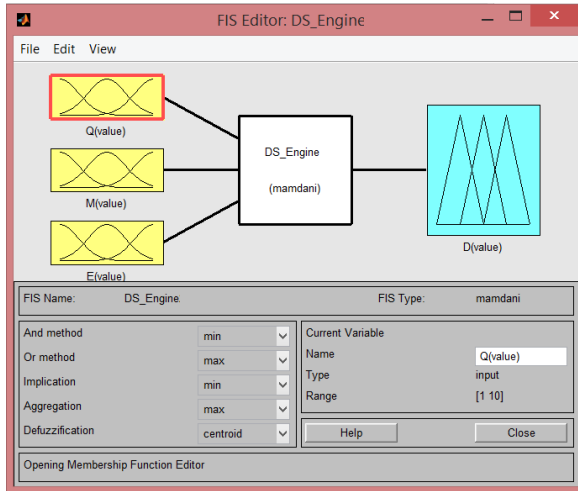 FIS Editor: DS_Engine
File Edit View
Q(value)
M(value)
E(value)
DS_Engine
(mamdani)
D(value)
FIS Name: DS_Engine. FIS Type: mamdani
And method min
Or method max
Implication min
Aggregation max
Defuzzification centroid
Current Variable
Name Q(value)
Type input
Range [1 10]
Help Close
Opening Membership Function Editor